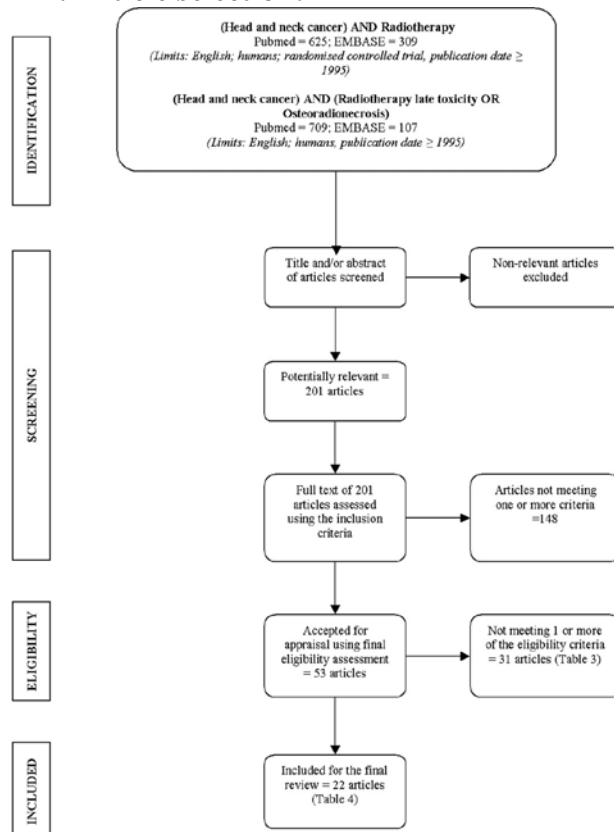 (Head and neck cancer) AND Radiotherapy
Pubmed = 625; EMBASE = 309
(Limits: English; humans; randomised controlled trial, publication date ≥
1995)
(Head and neck cancer) AND (Radiotherapy late toxicity OR
Osteoradionecrosis)
Pubmed = 709; EMBASE = 107
(Limits: English; humans, publication date ≥ 1995)
IDENTIFICATION
Title and/or abstract
of articles screened
Non-relevant articles
excluded
Potentially relevant =
201 articles
SCREENING
Full text of 201
articles assessed
using the inclusion
criteria
Articles not meeting
one or more criteria
=148
Accepted for
appraisal using final
eligibility assessment
= 53 articles
Not meeting 1 or more
of the eligibility criteria
= 31 articles (Table 3)
ELIGIBILITY
Included for the final
review = 22 articles
(Table 4)
INCLUDED